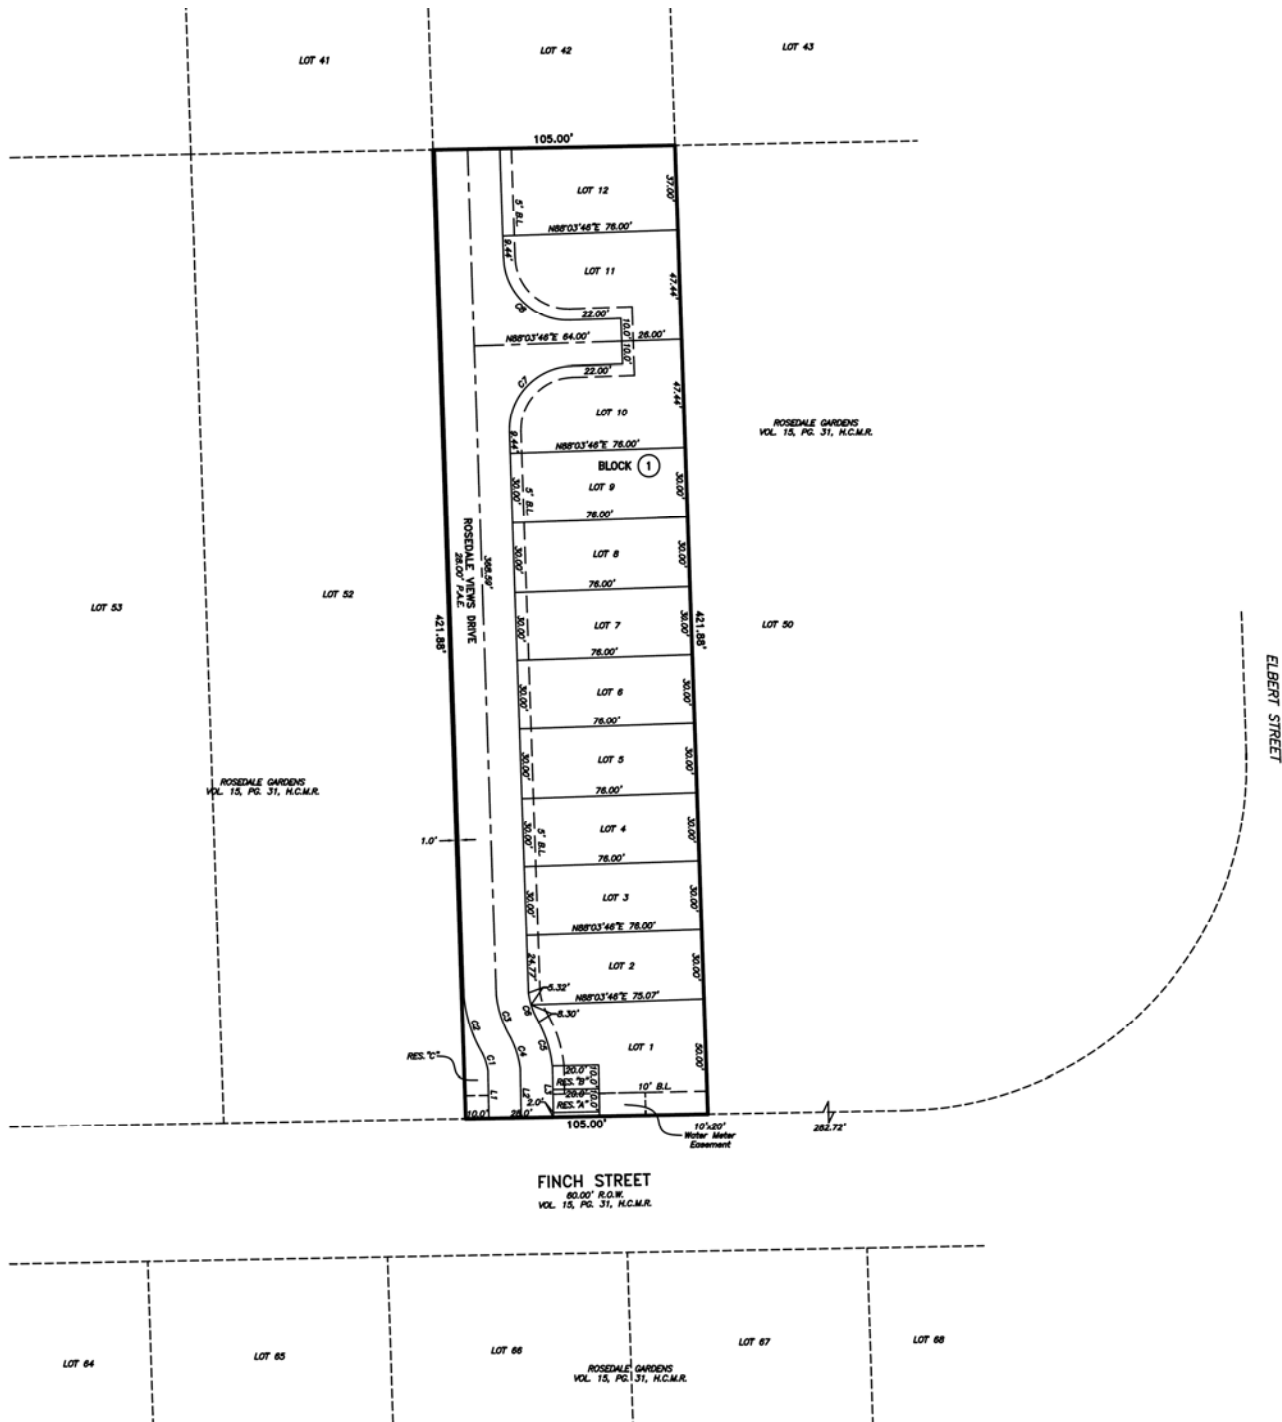 LOT 41
LOT 42
LOT 43
105.00'
LOT 12
37.00'
5' B.L.
N88°03'46"E 76.00'
9.44'
LOT 11
47.44'
C8
22.00'
10.0'
N88°03'46"E 64.00'
26.00'
10.0'
22.00'
C7
47.44'
LOT 10
9.44'
N88°03'46"E 76.00'
ROSEDALE GARDENS
VOL. 15, PG. 31, H.C.M.R.
BLOCK 1
30.00'
5' B.L.
LOT 9
30.00'
76.00'
ROSEDALE VIEWS DRIVE
28.00' P.A.E.
388.59'
30.00'
LOT 8
30.00'
76.00'
LOT 53
LOT 52
421.88'
30.00'
LOT 7
30.00'
421.88'
LOT 50
76.00'
ELBERT STREET
30.00'
LOT 6
30.00'
76.00'
30.00'
LOT 5
30.00'
76.00'
ROSEDALE GARDENS
VOL. 15, PG. 31, H.C.M.R.
1.0'
30.00'
5' B.L.
LOT 4
30.00'
76.00'
30.00'
LOT 3
30.00'
N88°03'46"E 76.00'
24.77'
LOT 2
30.00'
5.32'
N88°03'46"E 75.07'
C6
8.30'
C2
C3
C1
C4
C5
LOT 1
50.00'
RES. "C"
20.0'
10.0'
RES. "B"
L1
L2
L3
20.0'
10' B.L.
2.0'
RES. "A"
10.0'
10.0'
28.0'
105.00'
10'x20'
Water Meter
Easement
262.72'
FINCH STREET
60.00' R.O.W.
VOL. 15, PG. 31, H.C.M.R.
LOT 64
LOT 65
LOT 66
LOT 67
LOT 68
ROSEDALE GARDENS
VOL. 15, PG. 31, H.C.M.R.